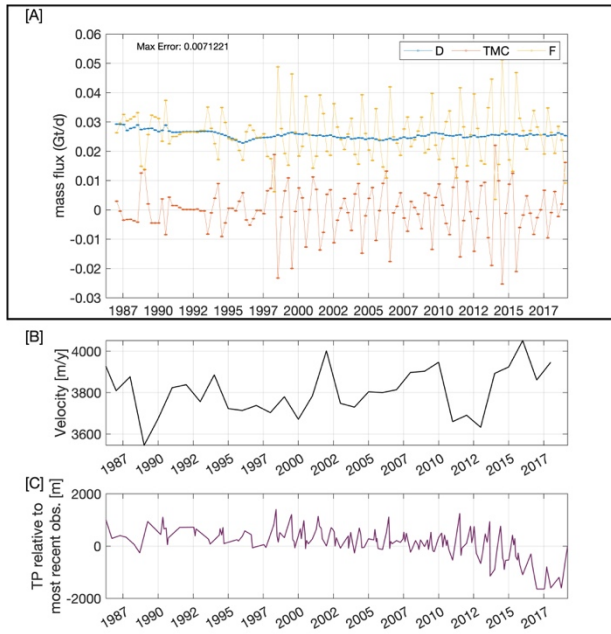 [A]
Max Error: 0.0071221
D TMC F
0.06
0.05
0.04
0.03
0.02
0.01
0
-0.01
-0.02
-0.03
mass flux (Gt/d)
1987 1990 1992 1995 1997 2000 2002 2005 2007 2010 2012 2015 2017
[B]
4000
3800
3600
Velocity [m/y]
1987 1990 1992 1995 1997 2000 2002 2005 2007 2010 2012 2015 2017
[C]
2000
0
-2000
TP relative to
most recent obs. [m]
1987 1990 1992 1995 1997 2000 2002 2005 2007 2010 2012 2015 2017